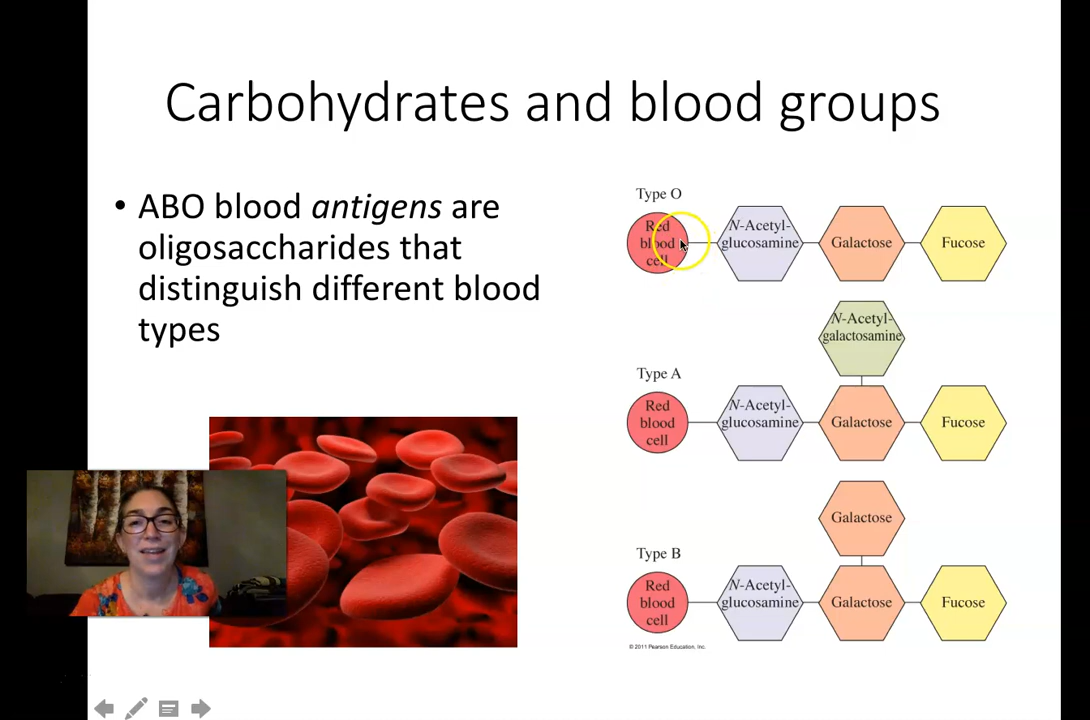 Carbohydrates and blood groups
• ABO blood antigens are
oligosaccharides that
distinguish different blood
types
Type O
Red
blood
cell
N-Acetyl-
glucosamine
Galactose
Fucose
N-Acetyl-
galactosamine
Type A
Red
blood
cell
N-Acetyl-
glucosamine
Galactose
Fucose
Galactose
Type B
Red
blood
cell
N-Acetyl-
glucosamine
Galactose
Fucose
© 2011 Pearson Education, Inc.